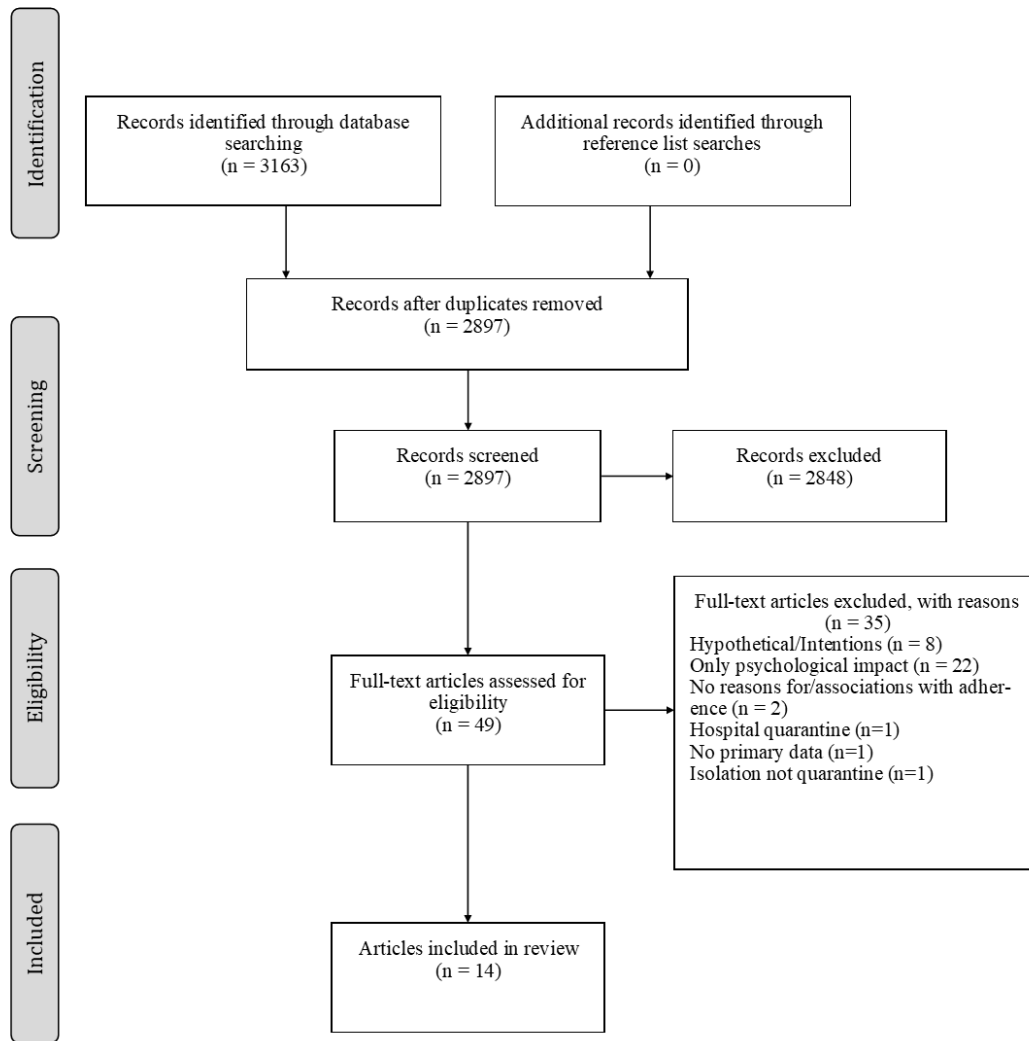 Identification
Records identified through database
searching
(n = 3163)
Additional records identified through
reference list searches
(n = 0)
Records after duplicates removed
(n = 2897)
Screening
Records screened
(n = 2897)
Records excluded
(n = 2848)
Eligibility
Full-text articles assessed for
eligibility
(n = 49)
Full-text articles excluded, with reasons
(n = 35)
Hypothetical/Intentions (n = 8)
Only psychological impact (n = 22)
No reasons for/associations with adher-
ence (n = 2)
Hospital quarantine (n=1)
No primary data (n=1)
Isolation not quarantine (n=1)
Included
Articles included in review
(n = 14)